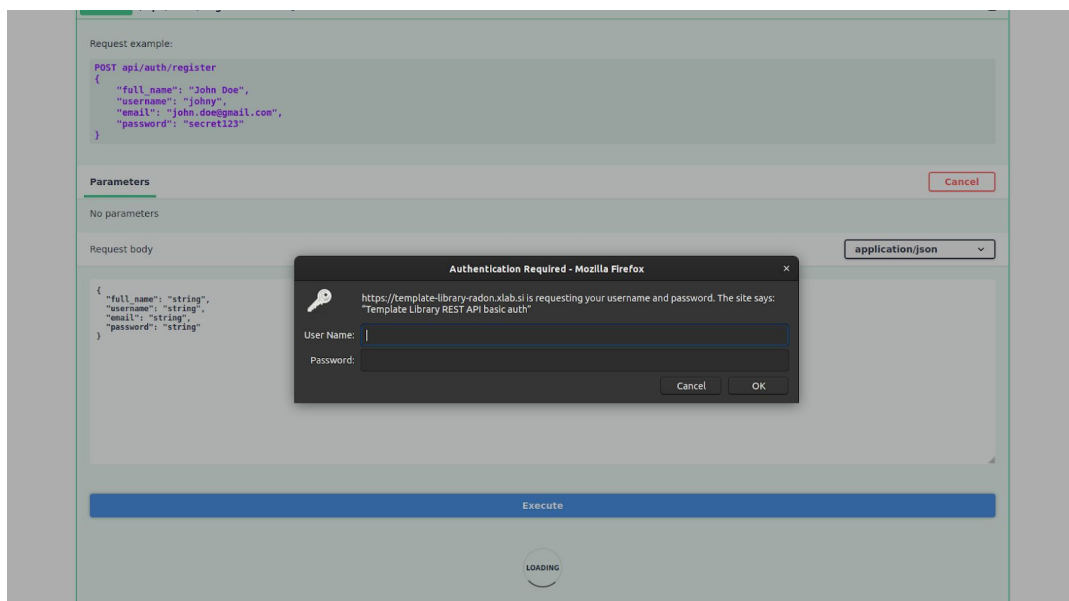 Request example:
POST api/auth/register
{
"full_name": "John Doe",
"username": "johny",
"email": "john.doe@gmail.com",
"password": "secret123"
}
Parameters
Cancel
No parameters
Request body
application/json
{
"full_name": "string",
"username": "string",
"email": "string",
"password": "string"
}
Authentication Required - Mozilla Firefox
https://template-library-radon.xlab.si is requesting your username and password. The site says:
"Template Library REST API basic auth"
User Name:
Password:
Cancel OK
Execute
LOADING